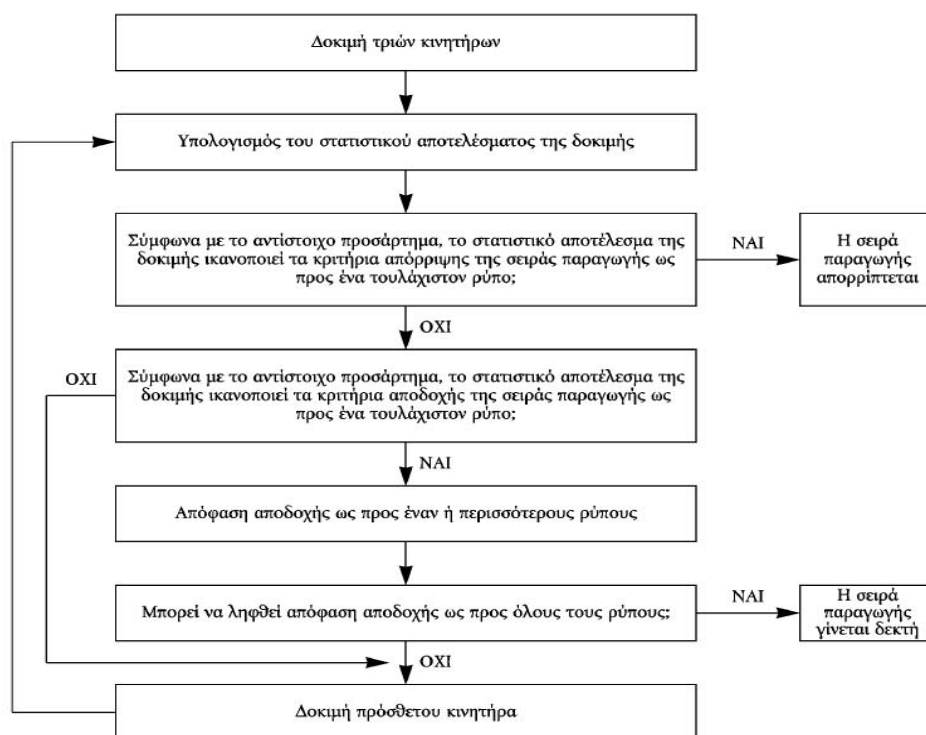 Δοκιμή τριών κινητήρων
Υπολογισμός του στατιστικού αποτελέσματος της δοκιμής
Σύμφωνα με το αντίστοιχο προσάρτημα, το στατιστικό αποτέλεσμα της
δοκιμής ικανοποιεί τα κριτήρια απόρριψης της σειράς παραγωγής ως
προς ένα τουλάχιστον ρύπο;
ΝΑΙ
Η σειρά
παραγωγής
απορρίπτεται
ΟΧΙ
ΟΧΙ
Σύμφωνα με το αντίστοιχο προσάρτημα, το στατιστικό αποτέλεσμα της
δοκιμής ικανοποιεί τα κριτήρια αποδοχής της σειράς παραγωγής ως
προς ένα τουλάχιστον ρύπο;
ΝΑΙ
Απόφαση αποδοχής ως προς έναν ή περισσότερους ρύπους
Μπορεί να ληφθεί απόφαση αποδοχής ως προς όλους τους ρύπους;
ΝΑΙ
Η σειρά
παραγωγής
γίνεται δεκτή
ΟΧΙ
Δοκιμή πρόσθετου κινητήρα